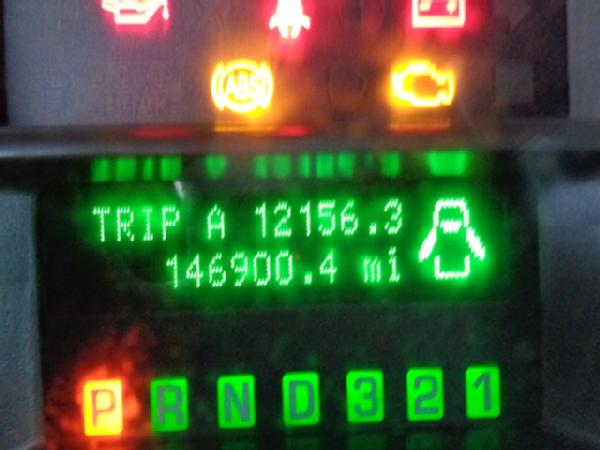 ABS
TRIP A 12156.3
146900.4 mi
P R N D 3 2 1